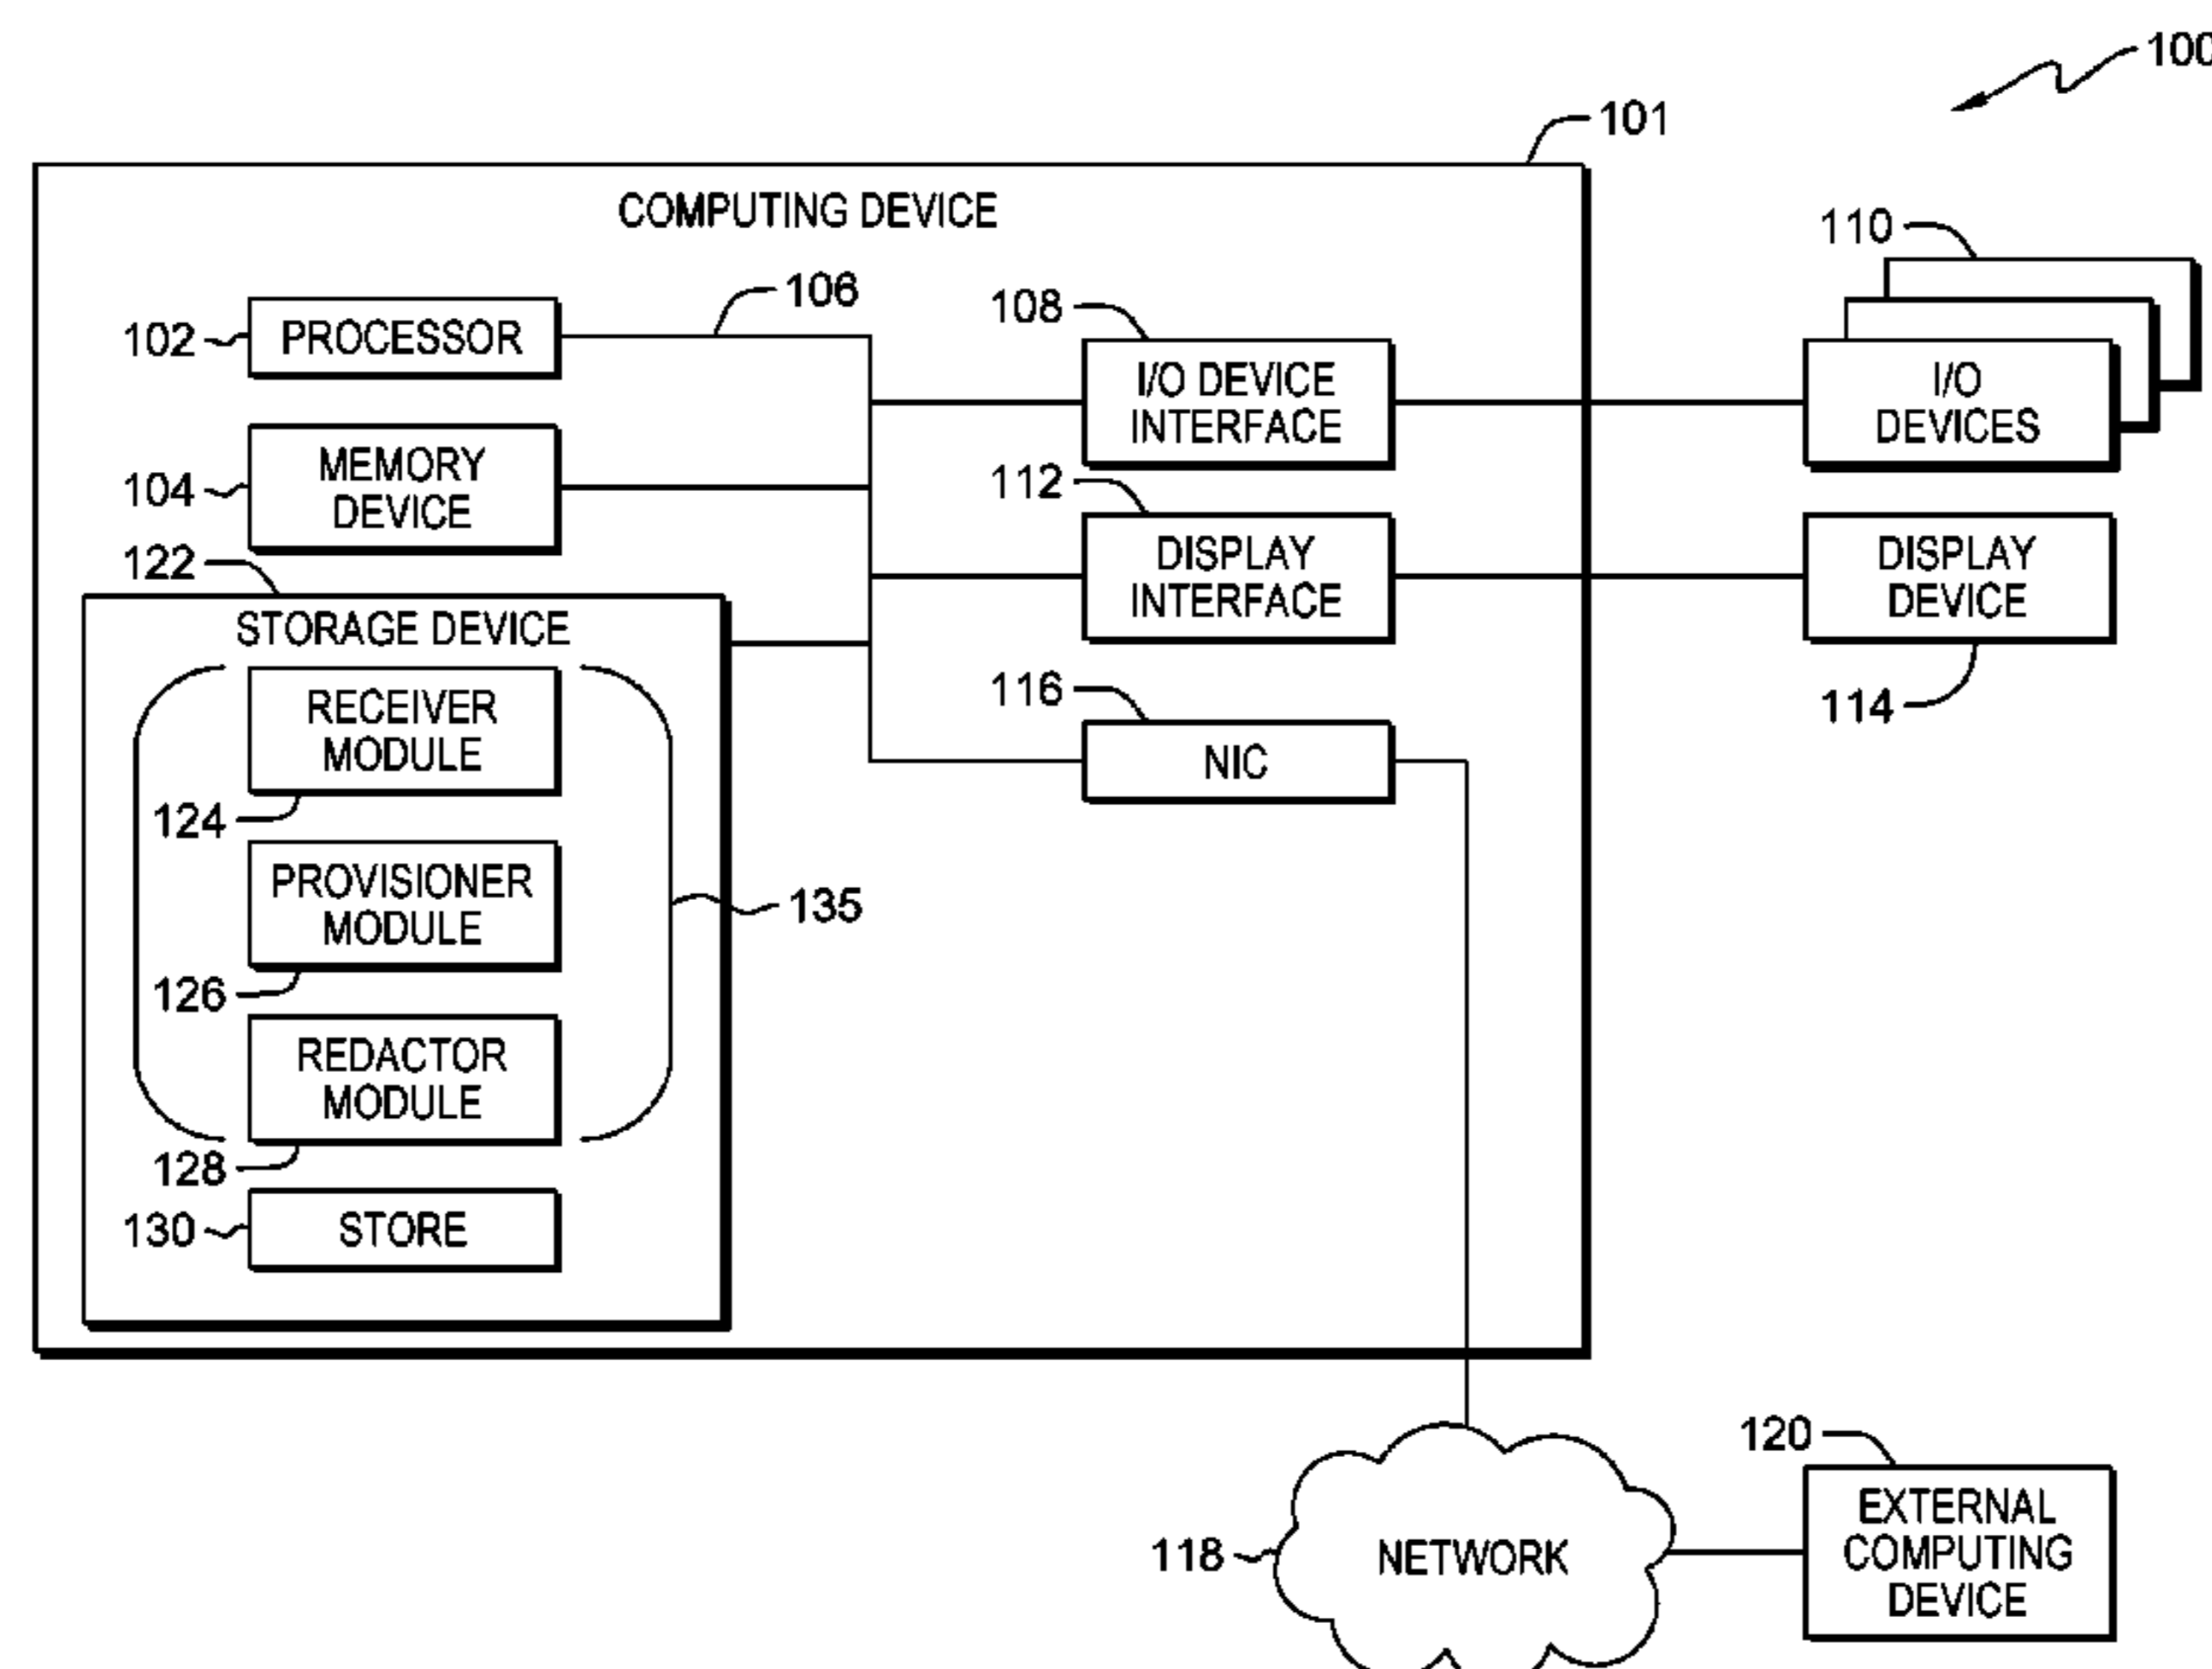 100
101
COMPUTING DEVICE
110
106
108
102
PROCESSOR
I/O DEVICE
INTERFACE
I/O
DEVICES
104
MEMORY
DEVICE
112
122
DISPLAY
INTERFACE
DISPLAY
DEVICE
STORAGE DEVICE
114
116
RECEIVER
MODULE
NIC
124
PROVISIONER
MODULE
135
126
REDACTOR
MODULE
128
130
STORE
120
118
NETWORK
EXTERNAL
COMPUTING
DEVICE